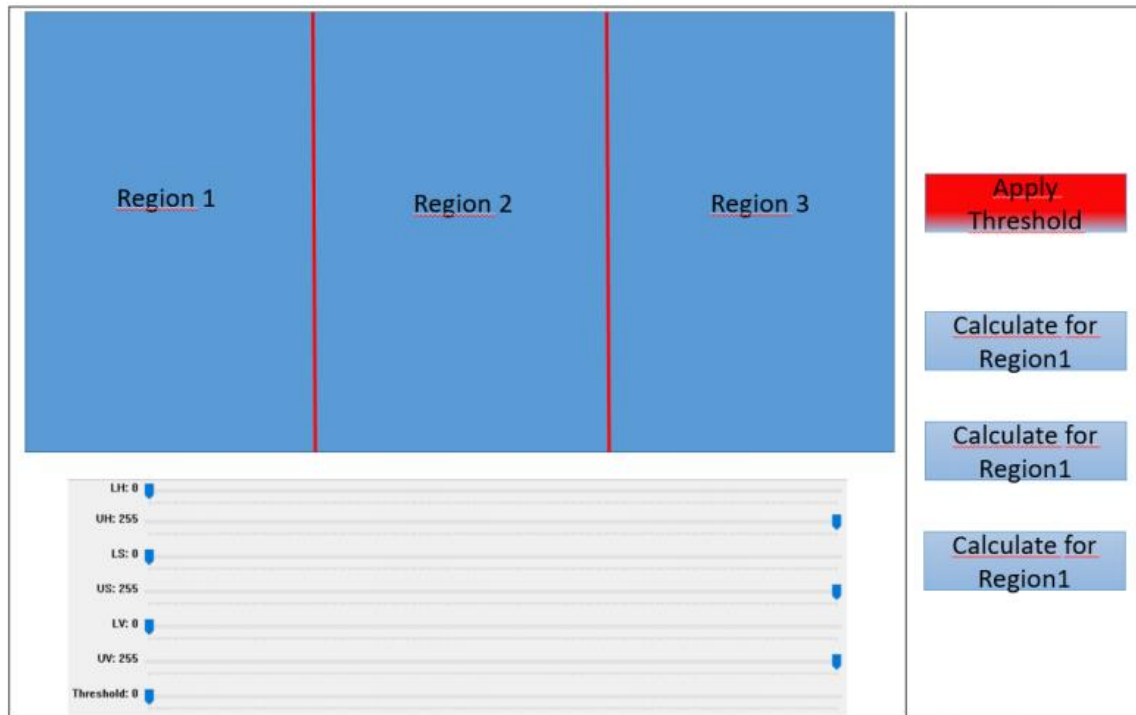 Region 1
Region 2
Region 3
Apply
Threshold
Calculate for
Region1
Calculate for
Region1
Calculate for
Region1
LH: 0
UH: 255
LS: 0
US: 255
LV: 0
UV: 255
Threshold: 0